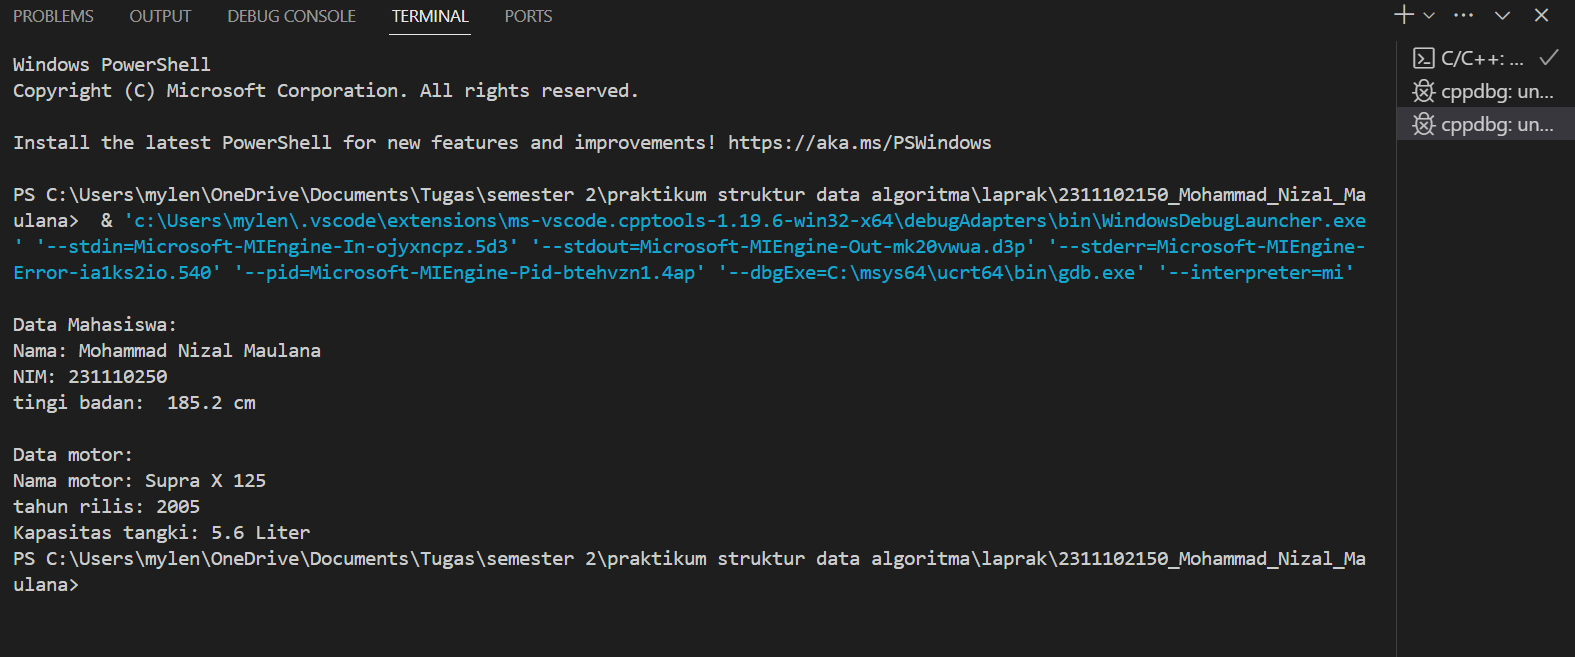 PROBLEMS OUTPUT DEBUG CONSOLE TERMINAL PORTS
Windows PowerShell
Copyright (C) Microsoft Corporation. All rights reserved.
Install the latest PowerShell for new features and improvements! https://aka.ms/PSWindows
PS C:\Users\mylen\OneDrive\Documents\Tugas\semester 2\praktikum struktur data algoritma\laprak\2311102150_Mohammad_Nizal_Ma
ulana>  & 'c:\Users\mylen\.vscode\extensions\ms-vscode.cpptools-1.19.6-win32-x64\debugAdapters\bin\WindowsDebugLauncher.exe
' '--stdin=Microsoft-MIEngine-In-ojyxncpz.5d3' '--stdout=Microsoft-MIEngine-Out-mk20vwua.d3p' '--stderr=Microsoft-MIEngine-
Error-ia1ks2io.540' '--pid=Microsoft-MIEngine-Pid-btehvzn1.4ap' '--dbgExe=C:\msys64\ucrt64\bin\gdb.exe' '--interpreter=mi'
Data Mahasiswa:
Nama: Mohammad Nizal Maulana
NIM: 231110250
tingi badan:  185.2 cm
Data motor:
Nama motor: Supra X 125
tahun rilis: 2005
Kapasitas tangki: 5.6 Liter
PS C:\Users\mylen\OneDrive\Documents\Tugas\semester 2\praktikum struktur data algoritma\laprak\2311102150_Mohammad_Nizal_Ma
ulana>
C/C++: ...
cppdbg: un...
cppdbg: un...